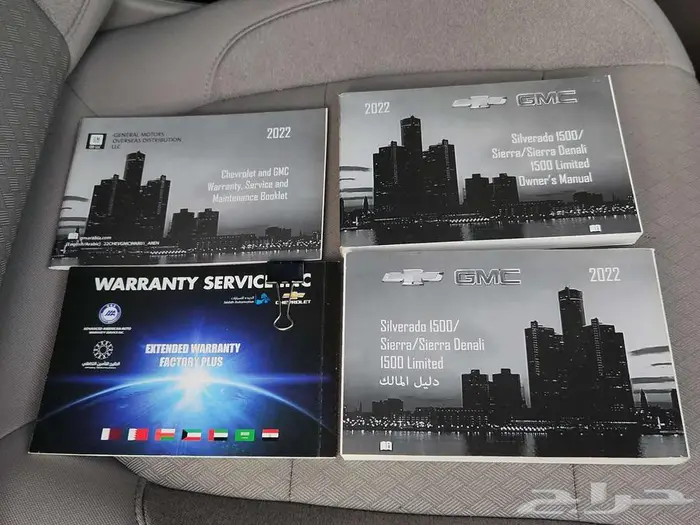 GENERAL MOTORS
OVERSEAS DISTRIBUTION
LLC
2022
Chevrolet and GMC
Warranty, Service and
Maintenance Booklet
2022
GMC
Silverado 1500/
Sierra/Sierra Denali
1500 Limited
Owner's Manual
WARRANTY SERVICE INC
CHEVROLET
EXTENDED WARRANTY
FACTORY PLUS
GMC
2022
Silverado 1500/
Sierra/Sierra Denali
1500 Limited
دليل المالك
حراج